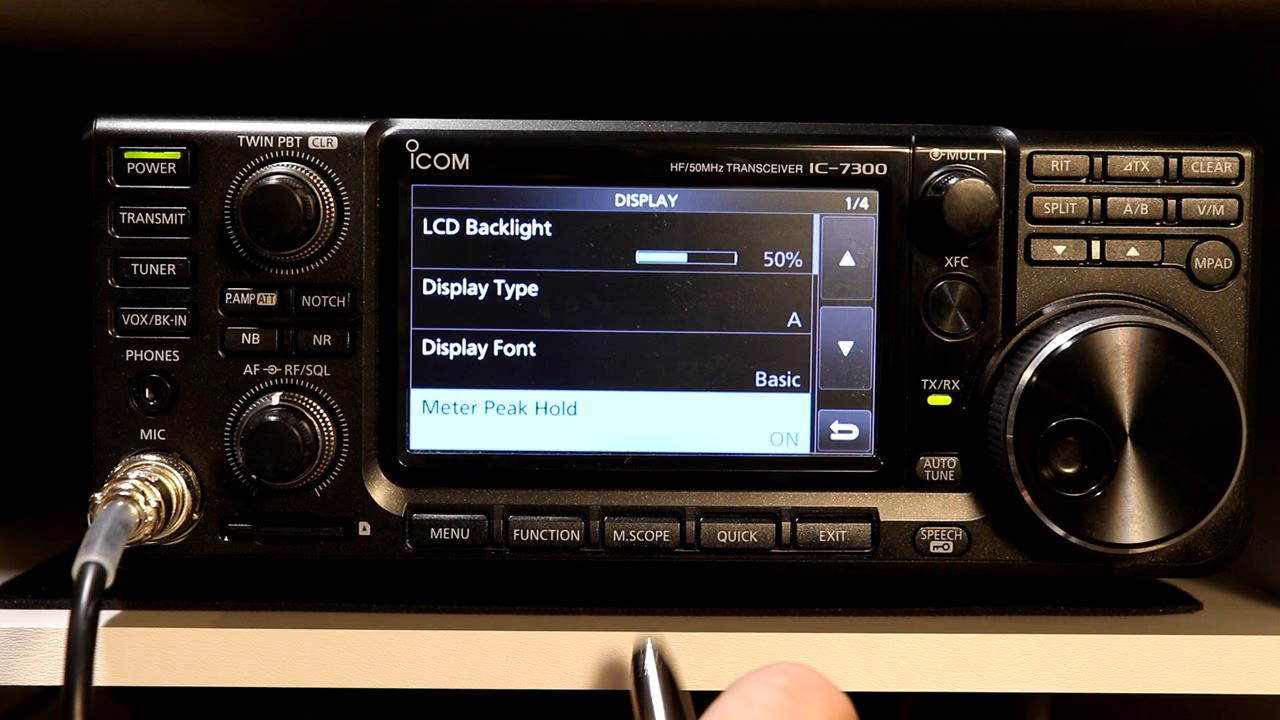 TWIN PBT CLR
POWER
TRANSMIT
TUNER
VOX/BK-IN
PHONES
MIC
P.AMP ATT
NOTCH
NB
NR
AF RF/SQL
ICOM
HF/50MHz TRANSCEIVER IC-7300
DISPLAY 1/4
LCD Backlight
50%
Display Type
A
Display Font
Basic
Meter Peak Hold
ON
MENU
FUNCTION
M.SCOPE
QUICK
EXIT
MULTI
XFC
TX/RX
AUTO
TUNE
SPEECH
RIT
⊿TX
CLEAR
SPLIT
A/B
V/M
MPAD